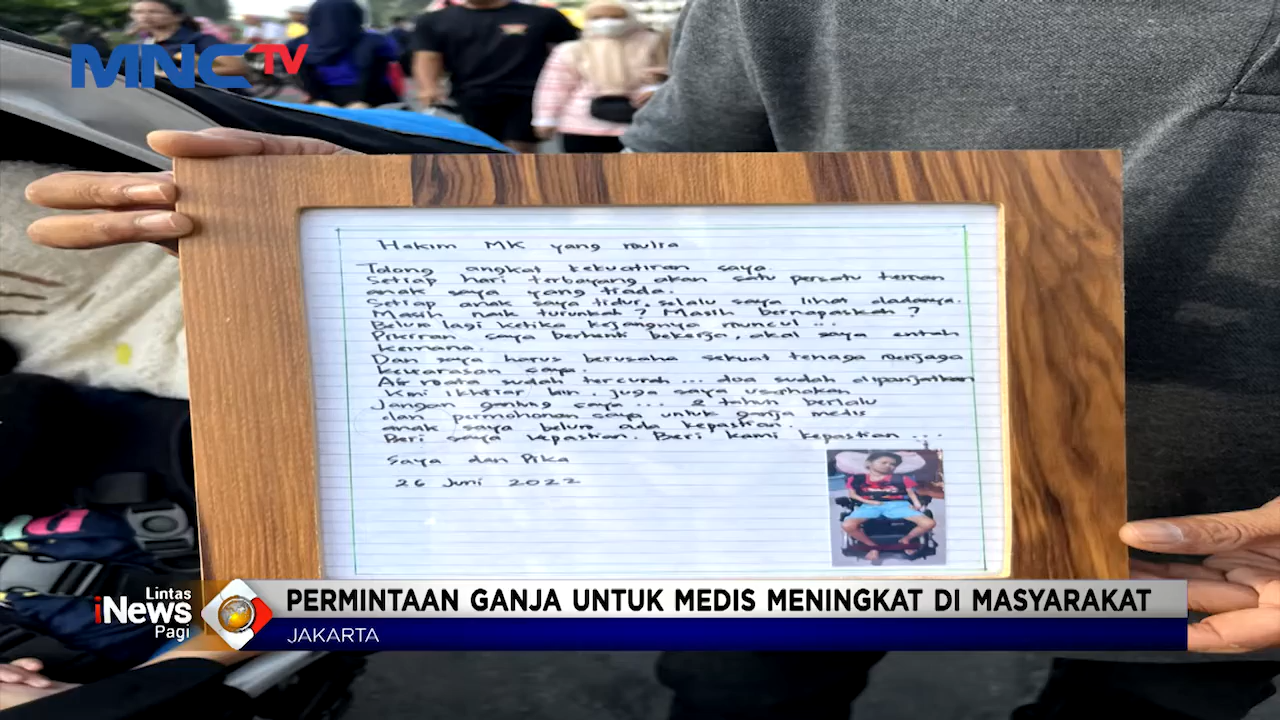 MNCTV
Hakim MK yang mulia
Tolong angkat kekuatiran saya
Setiap hari terbayang akan satu persatu teman
anak saya yang tiada.
Setiap anak saya tidur, selalu saya lihat dadanya.
Masih naik turunkah? Masih bernapaskah?
Belum lagi ketika kejangnya muncul ...
Pikiran saya berhenti bekerja, akal saya entah
kemana.
Dan saya harus berusaha sekuat tenaga menjaga
kewarasan saya.
Air mata sudah tercurah ... doa sudah dipanjatkan
ikhtiar juga saya usahakan
Jangan gantung saya ... 2 tahun berlalu
dan permohonan saya untuk ganja medis
anak saya belum ada kepastian.
Beri saya kepastian. Beri kami kepastian ...
Saya dan Pika
26 Juni 2022
Lintas
iNews
Pagi
PERMINTAAN GANJA UNTUK MEDIS MENINGKAT DI MASYARAKAT
JAKARTA